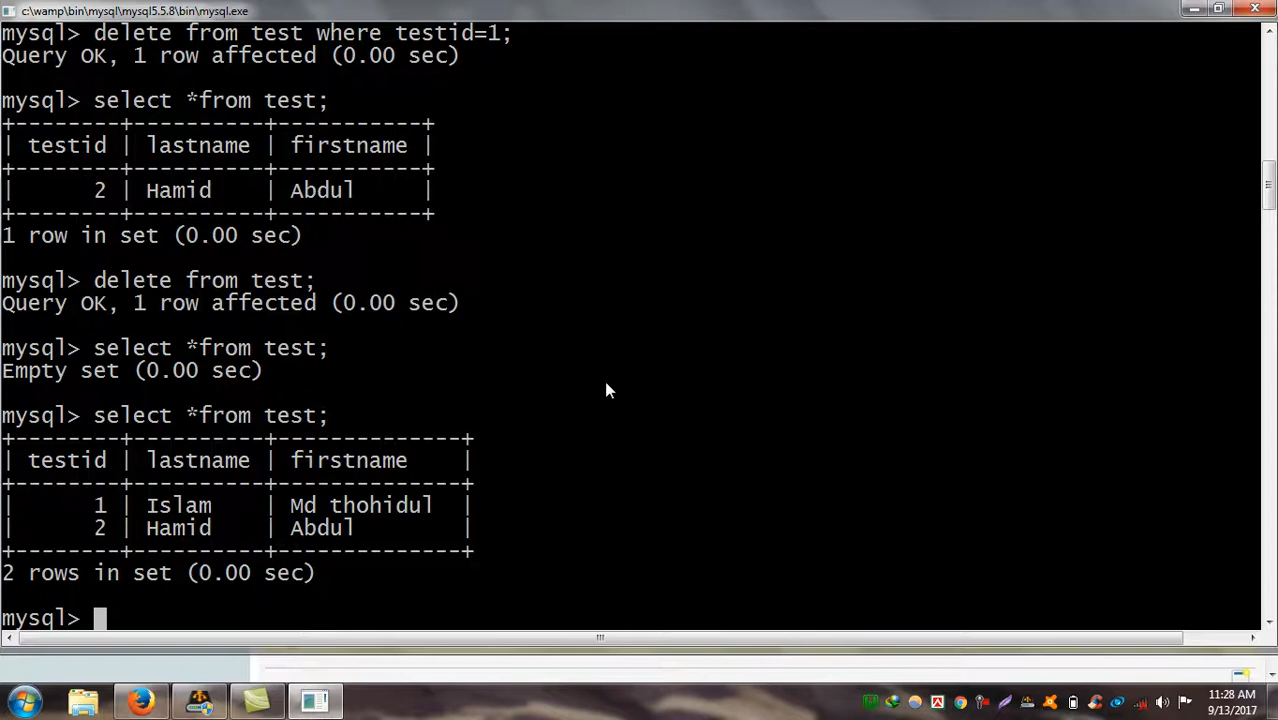 c:\wamp\bin\mysql\mysql5.5.8\bin\mysql.exe
mysql> delete from test where testid=1;
Query OK, 1 row affected (0.00 sec)
mysql> select *from test;
+--------+----------+-----------+
| testid | lastname | firstname |
+--------+----------+-----------+
|      2 | Hamid    | Abdul     |
+--------+----------+-----------+
1 row in set (0.00 sec)
mysql> delete from test;
Query OK, 1 row affected (0.00 sec)
mysql> select *from test;
Empty set (0.00 sec)
mysql> select *from test;
+--------+----------+--------------+
| testid | lastname | firstname    |
+--------+----------+--------------+
|      1 | Islam    | Md thohidul  |
|      2 | Hamid    | Abdul        |
+--------+----------+--------------+
2 rows in set (0.00 sec)
mysql>
11:28 AM
9/13/2017